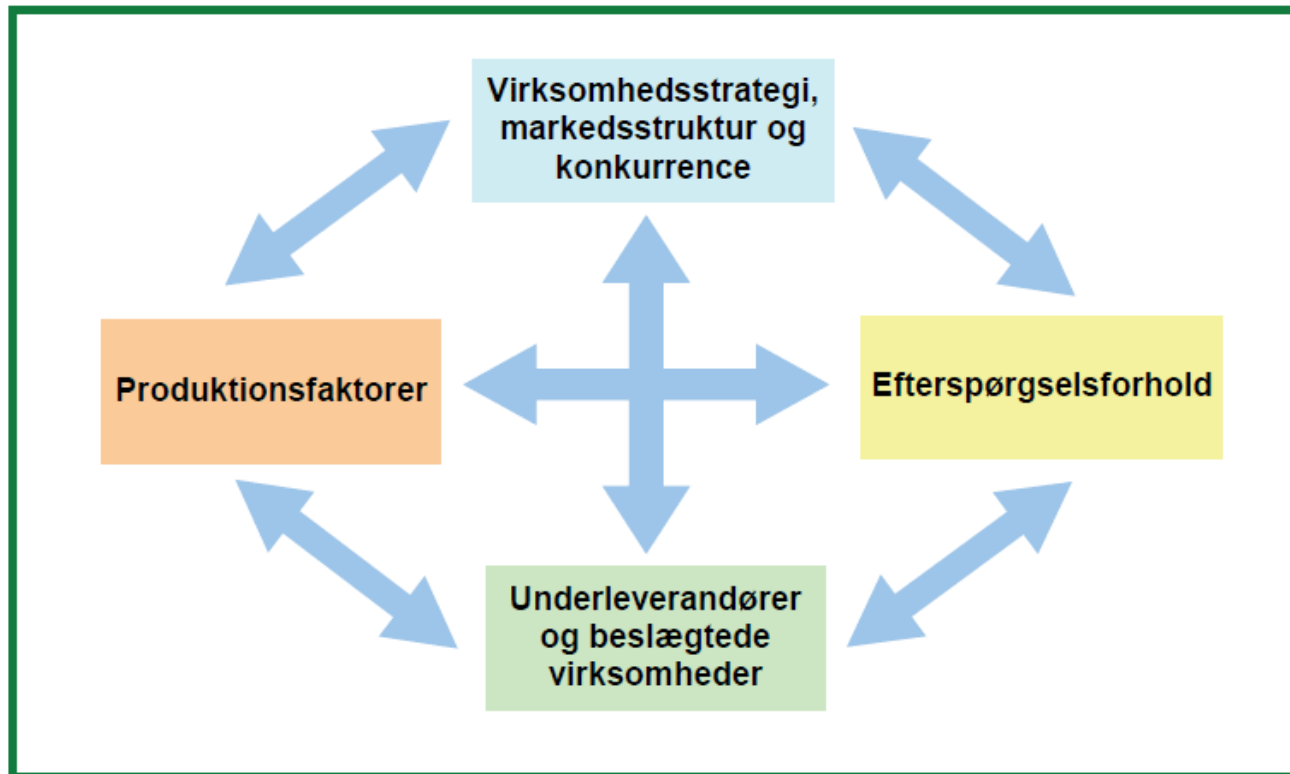 Virksomhedsstrategi,
markedsstruktur og
konkurrence
Produktionsfaktorer
Efterspørgselsforhold
Underleverandører
og beslægtede
virksomheder